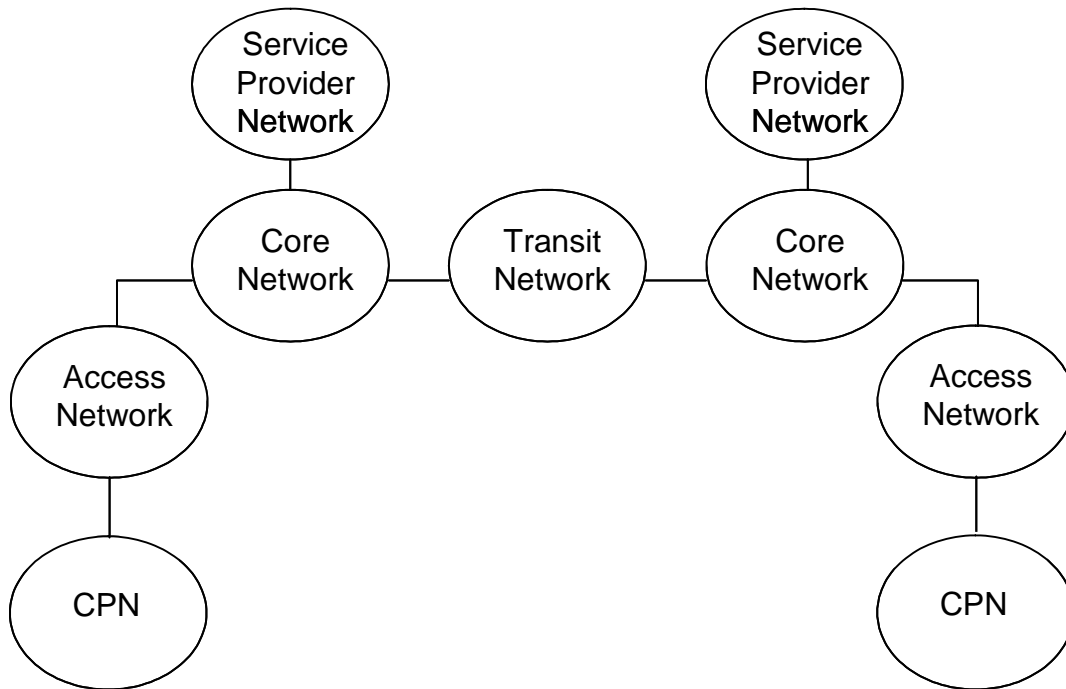 Service
Provider
Network
Service
Provider
Network
Core
Network
Transit
Network
Core
Network
Access
Network
Access
Network
CPN
CPN